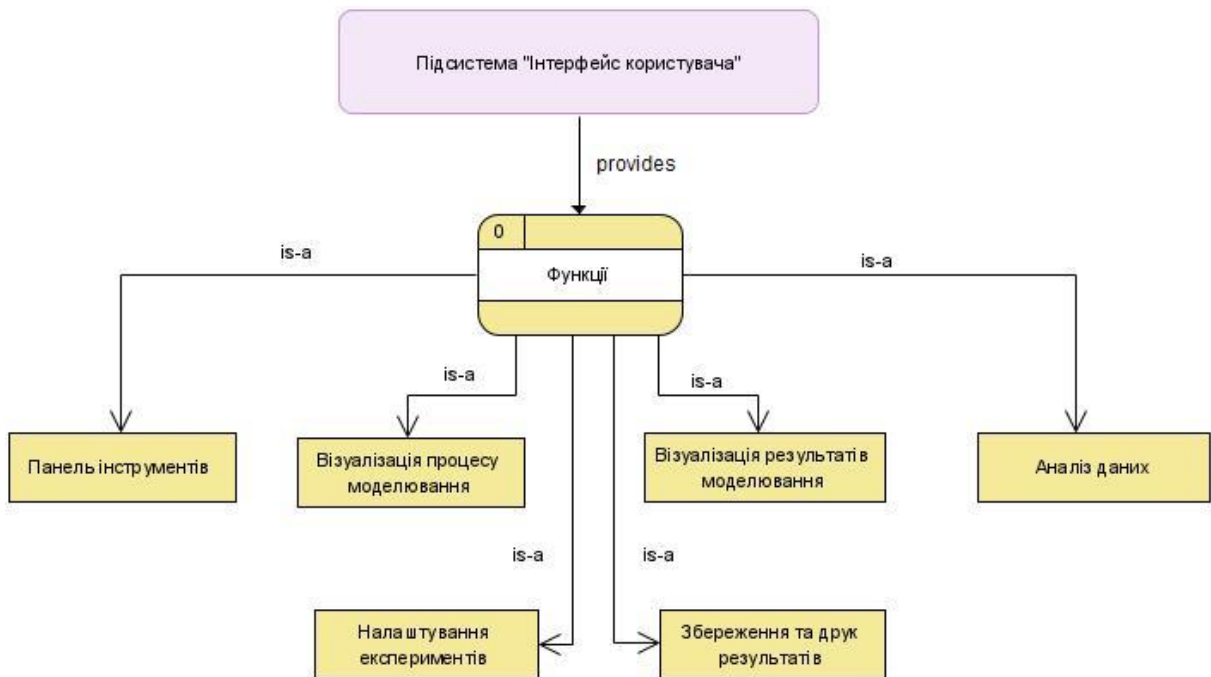 Підсистема "Інтерфейс користувача"
provides
0
is-a
is-a
Функції
is-a
is-a
Панель інструментів
Візуалізація процесу
моделювання
Візуалізація результатів
моделювання
Аналіз даних
is-a
is-a
Налаштування
експериментів
Збереження та друк
результатів